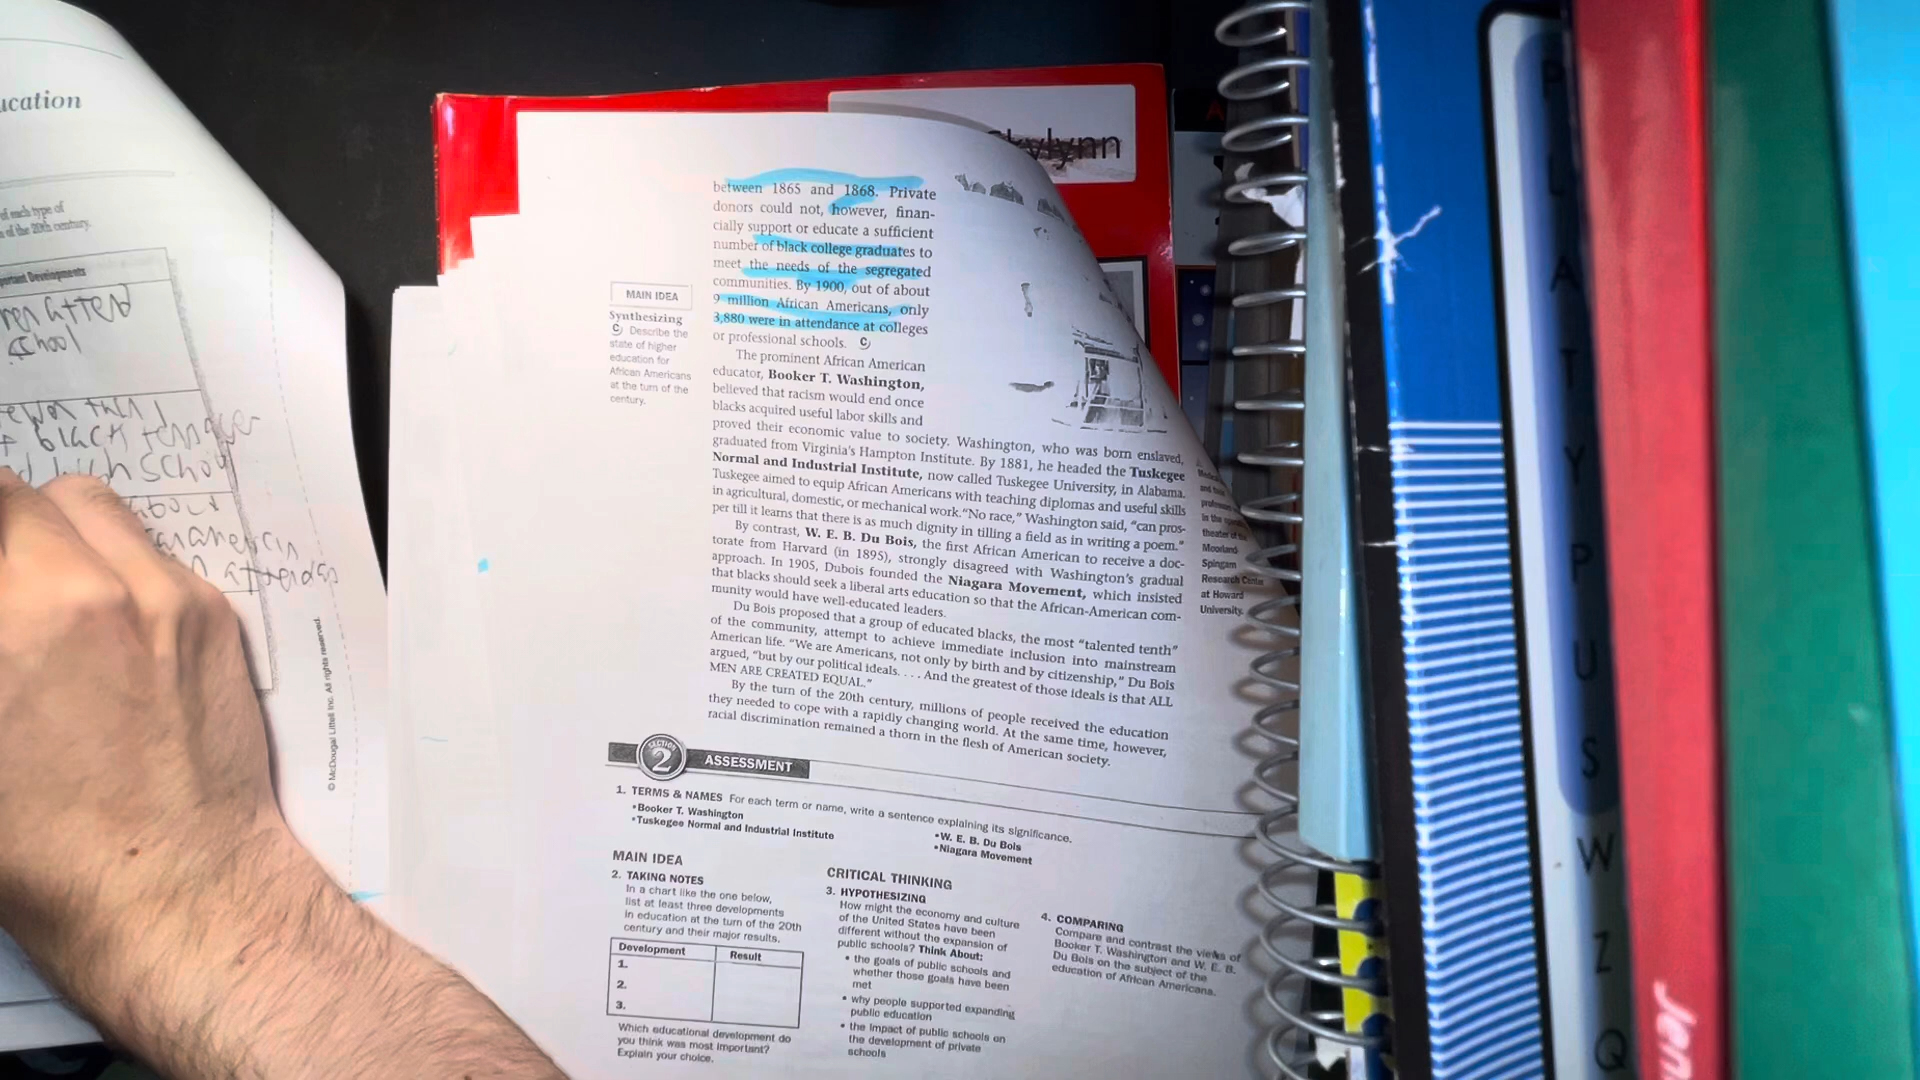 ucation
of each type of
n of the 20th century.
portant Developments
school
black teenager
high school
© McDougal Littell Inc. All rights reserved.
Skylynn
between 1865 and 1868. Private
donors could not, however, finan-
cially support or educate a sufficient
number of black college graduates to
meet the needs of the segregated
communities. By 1900, out of about
9 million African Americans, only
3,880 were in attendance at colleges
or professional schools. C
MAIN IDEA
Synthesizing
C Describe the
state of higher
education for
African Americans
at the turn of the
century.
The prominent African American
educator, Booker T. Washington,
believed that racism would end once
blacks acquired useful labor skills and
proved their economic value to society. Washington, who was born enslaved,
graduated from Virginia's Hampton Institute. By 1881, he headed the Tuskegee
Normal and Industrial Institute, now called Tuskegee University, in Alabama.
Tuskegee aimed to equip African Americans with teaching diplomas and useful skills
in agricultural, domestic, or mechanical work. "No race," Washington said, "can pros-
per till it learns that there is as much dignity in tilling a field as in writing a poem."
By contrast, W. E. B. Du Bois, the first African American to receive a doc-
torate from Harvard (in 1895), strongly disagreed with Washington's gradual
approach. In 1905, Dubois founded the Niagara Movement, which insisted
that blacks should seek a liberal arts education so that the African-American com-
munity would have well-educated leaders.
Du Bois proposed that a group of educated blacks, the most "talented tenth"
of the community, attempt to achieve immediate inclusion into mainstream
American life. "We are Americans, not only by birth and by citizenship," Du Bois
argued, "but by our political ideals. . . . And the greatest of those ideals is that ALL
MEN ARE CREATED EQUAL."
By the turn of the 20th century, millions of people received the education
they needed to cope with a rapidly changing world. At the same time, however,
racial discrimination remained a thorn in the flesh of American society.
in the
theater of
Moorland-
Spingarn
Research Center
at Howard
University.
SECTION
2
ASSESSMENT
1. TERMS & NAMES For each term or name, write a sentence explaining its significance.
•Booker T. Washington
•Tuskegee Normal and Industrial Institute
•W. E. B. Du Bois
•Niagara Movement
MAIN IDEA
2. TAKING NOTES
In a chart like the one below,
list at least three developments
in education at the turn of the 20th
century and their major results.
Development Result
1.
2.
3.
Which educational development do
you think was most important?
Explain your choice.
CRITICAL THINKING
3. HYPOTHESIZING
How might the economy and culture
of the United States have been
different without the expansion of
public schools? Think About:
• the goals of public schools and
whether those goals have been
met
• why people supported expanding
public education
• the impact of public schools on
the development of private
schools
4. COMPARING
Compare and contrast the views of
Booker T. Washington and W. E. B.
Du Bois on the subject of the
education of African Americans.
PLATYPUS
W
Z
Q
Jen